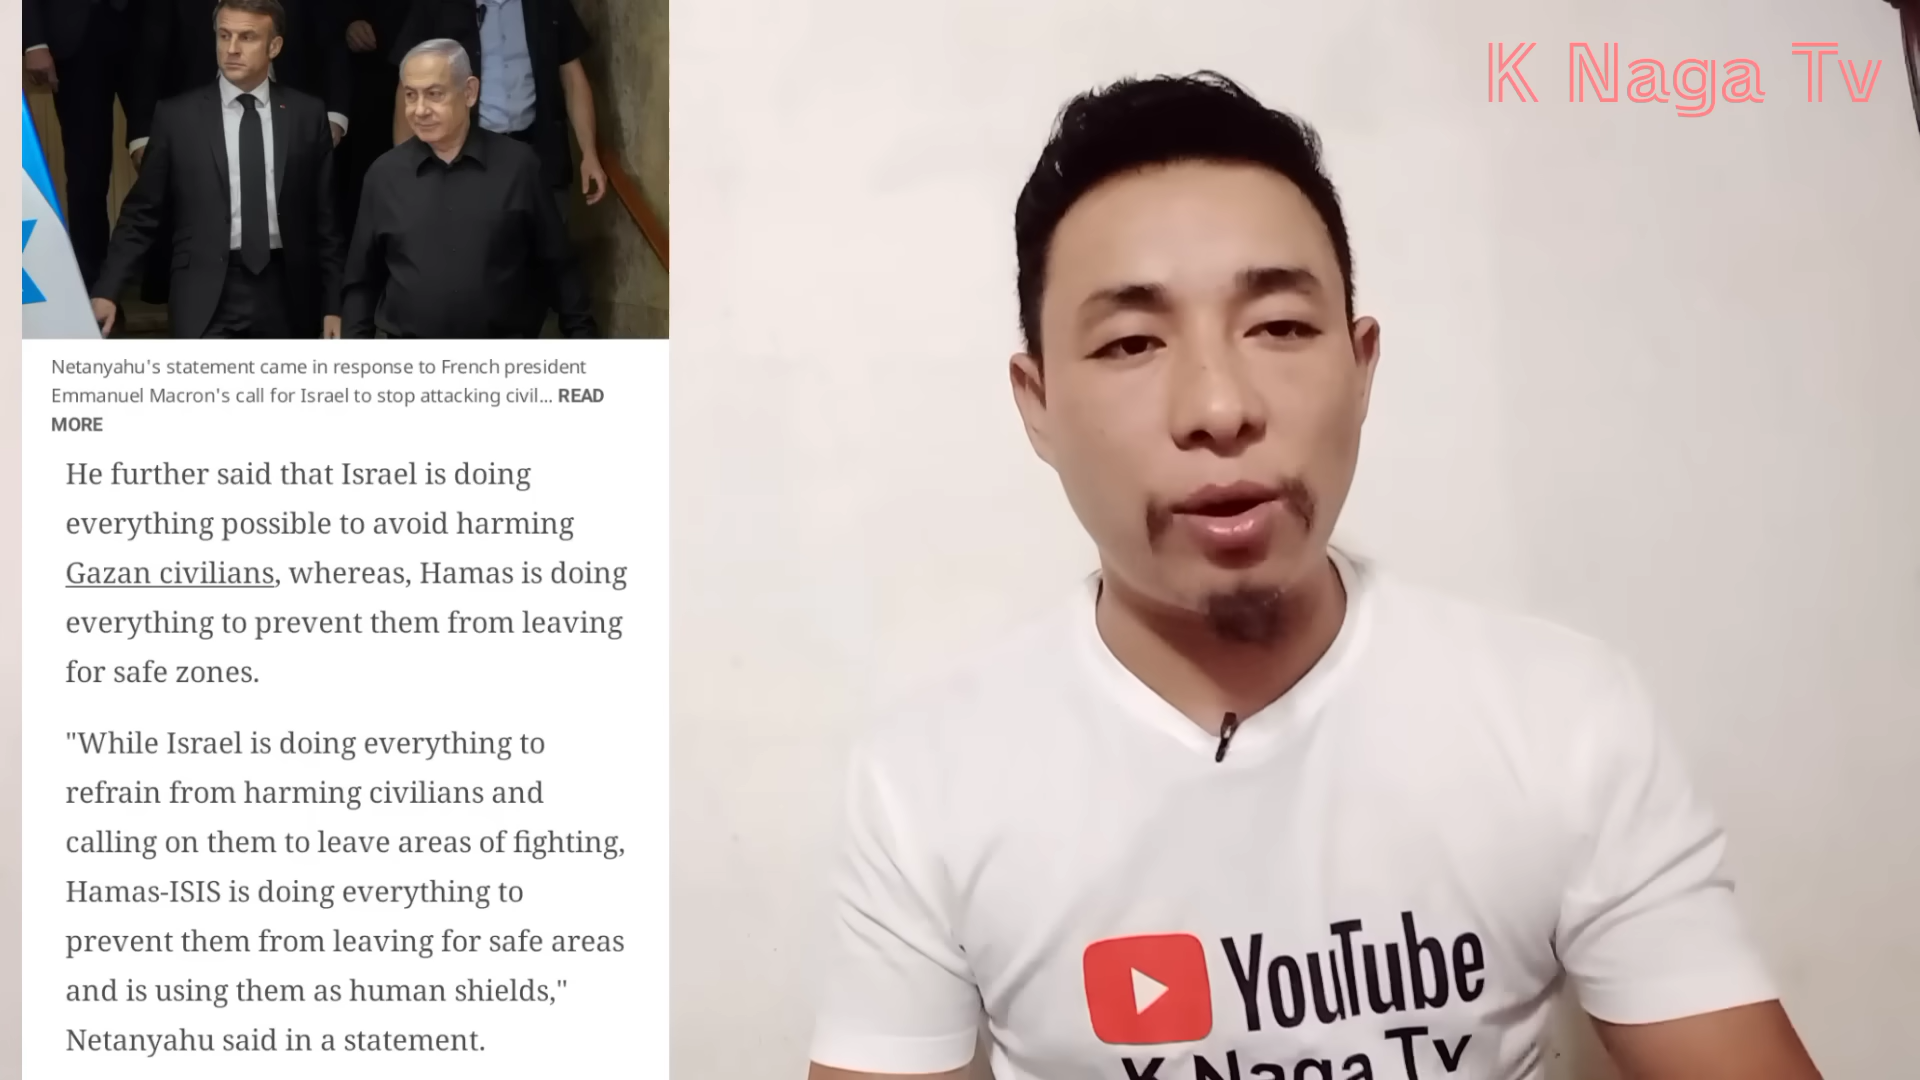 K Naga Tv
Netanyahu's statement came in response to French president
Emmanuel Macron's call for Israel to stop attacking civil... READ
MORE
He further said that Israel is doing
everything possible to avoid harming
Gazan civilians, whereas, Hamas is doing
everything to prevent them from leaving
for safe zones.
"While Israel is doing everything to
refrain from harming civilians and
calling on them to leave areas of fighting,
Hamas-ISIS is doing everything to
prevent them from leaving for safe areas
and is using them as human shields,"
Netanyahu said in a statement.
YouTube
K Naga Tv